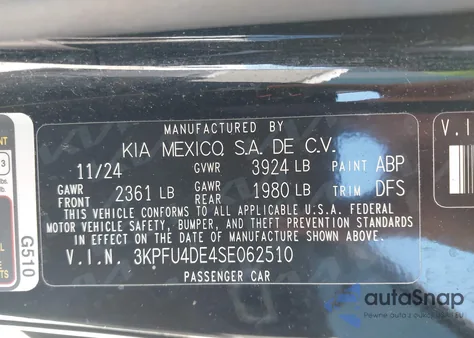 MANUFACTURED BY
KIA MEXICO, S.A. DE C.V.
11/24 GVWR 3924 LB PAINT ABP
GAWR FRONT 2361 LB GAWR REAR 1980 LB TRIM DFS
THIS VEHICLE CONFORMS TO ALL APPLICABLE U.S.A. FEDERAL
MOTOR VEHICLE SAFETY, BUMPER, AND THEFT PREVENTION STANDARDS
IN EFFECT ON THE DATE OF MANUFACTURE SHOWN ABOVE.
V.I.N. 3KPFU4DE4SE062510
PASSENGER CAR
G510
V.I
autoSnap
Pewne auto z